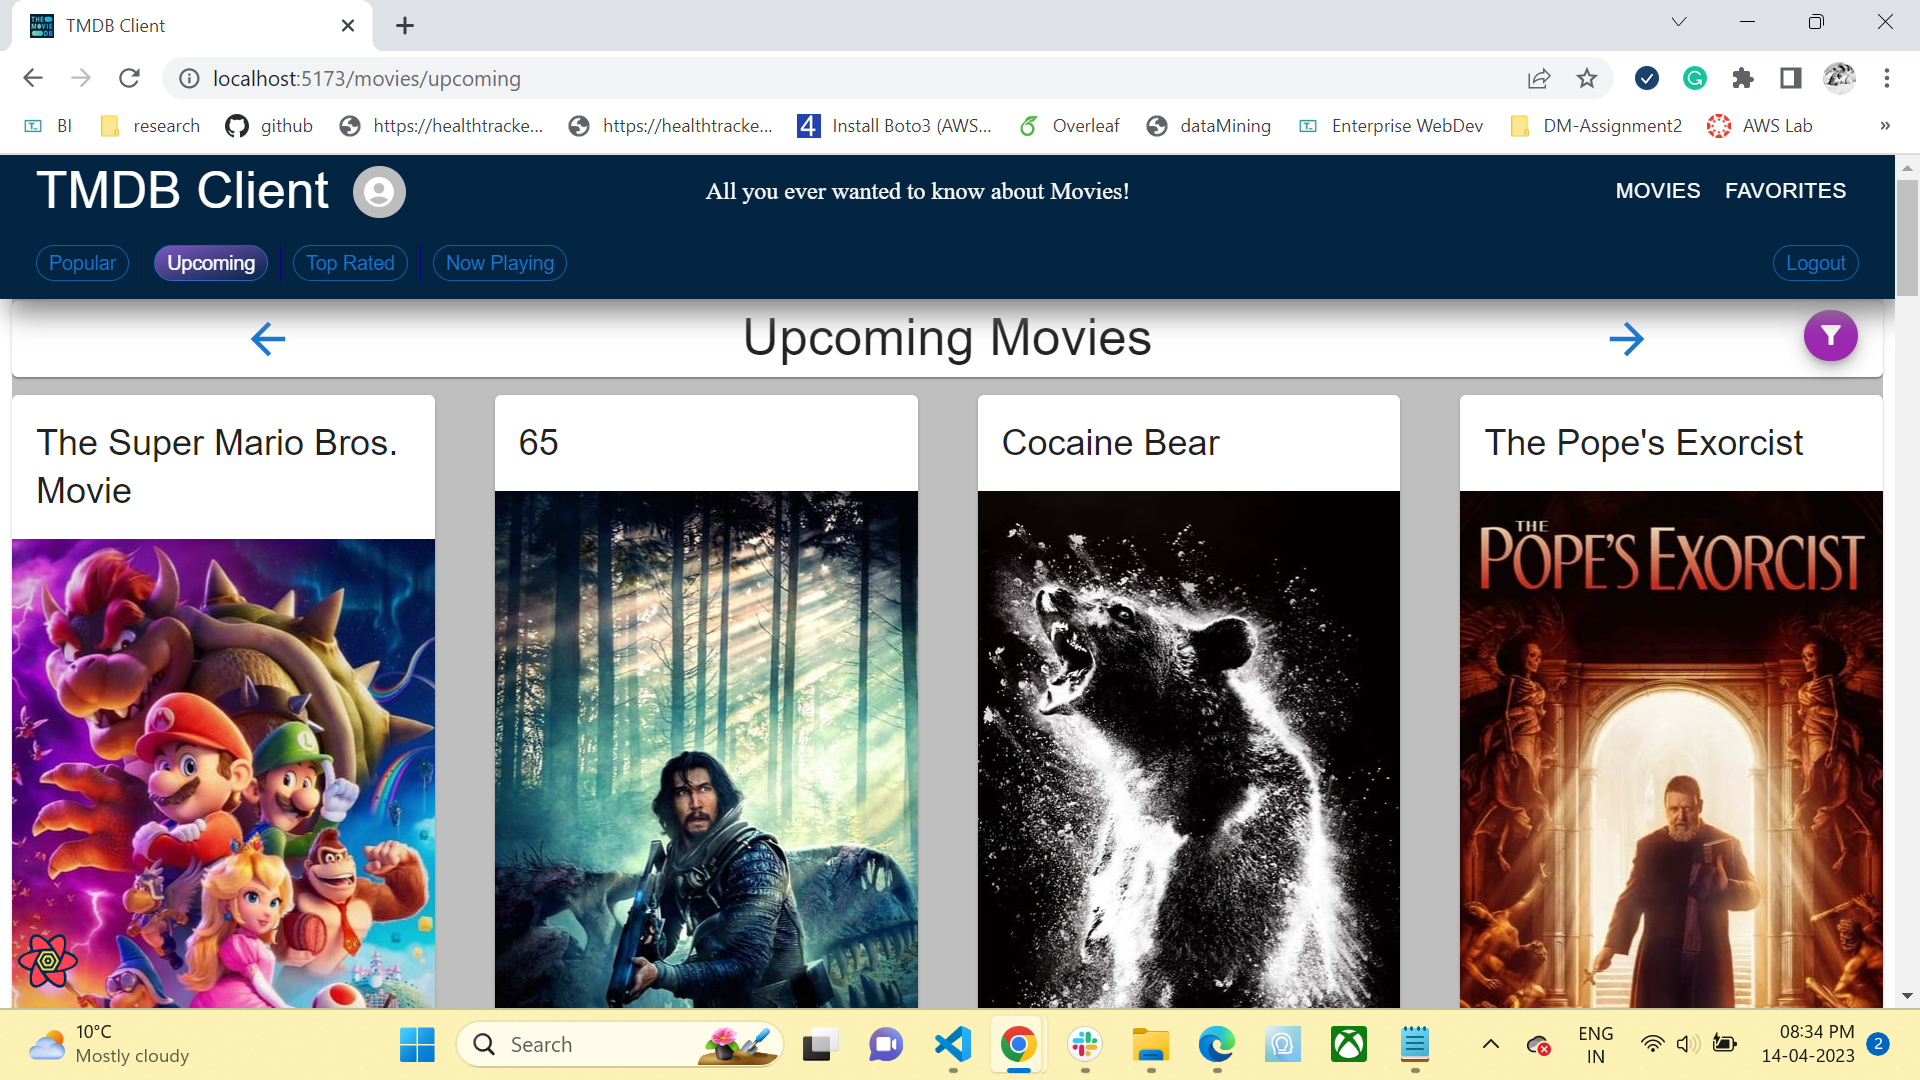 TMDB Client
localhost:5173/movies/upcoming
BI research github https://healthtracke... https://healthtracke... 4 Install Boto3 (AWS... Overleaf dataMining Enterprise WebDev DM-Assignment2 AWS Lab »
TMDB Client All you ever wanted to know about Movies! MOVIES FAVORITES
Popular Upcoming Top Rated Now Playing Logout
Upcoming Movies
The Super Mario Bros.
Movie
65
Cocaine Bear
The Pope's Exorcist
M
L
DK
THE
POPE'S EXORCIST
10°C
Mostly cloudy
Search
ENG
IN
08:34 PM
14-04-2023
2